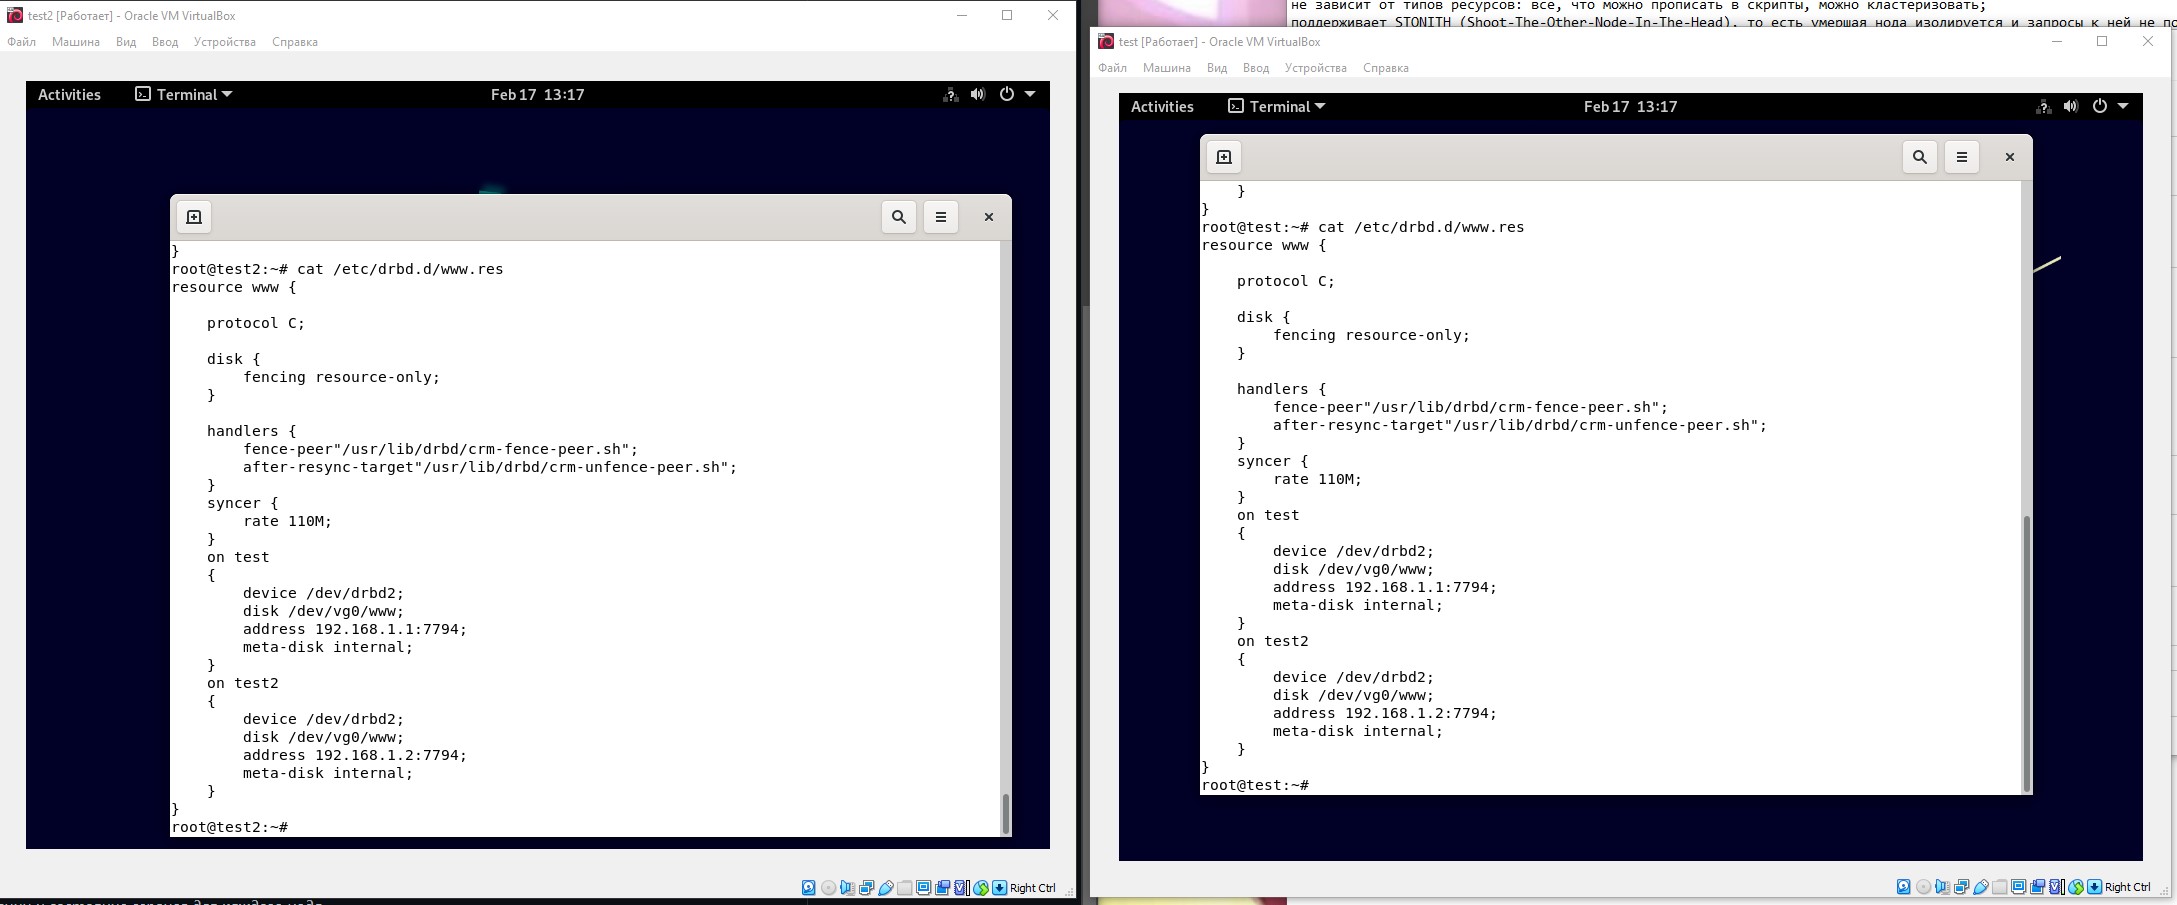 test2 [Работает] - Oracle VM VirtualBox
Файл Машина Вид Ввод Устройства Справка
Activities Terminal Feb 17 13:17
}
root@test2:~# cat /etc/drbd.d/www.res
resource www {
protocol C;
disk {
fencing resource-only;
}
handlers {
fence-peer"/usr/lib/drbd/crm-fence-peer.sh";
after-resync-target"/usr/lib/drbd/crm-unfence-peer.sh";
}
syncer {
rate 110M;
}
on test
{
device /dev/drbd2;
disk /dev/vg0/www;
address 192.168.1.1:7794;
meta-disk internal;
}
on test2
{
device /dev/drbd2;
disk /dev/vg0/www;
address 192.168.1.2:7794;
meta-disk internal;
}
}
root@test2:~#
Right Ctrl
не зависит от типов ресурсов: все, что можно прописать в скрипты, можно кластеризовать;
поддерживает STONITH (Shoot-The-Other-Node-In-The-Head), то есть умершая нода изолируется и запросы к ней не по
test [Работает] - Oracle VM VirtualBox
Файл Машина Вид Ввод Устройства Справка
Activities Terminal Feb 17 13:17
}
}
root@test:~# cat /etc/drbd.d/www.res
resource www {
protocol C;
disk {
fencing resource-only;
}
handlers {
fence-peer"/usr/lib/drbd/crm-fence-peer.sh";
after-resync-target"/usr/lib/drbd/crm-unfence-peer.sh";
}
syncer {
rate 110M;
}
on test
{
device /dev/drbd2;
disk /dev/vg0/www;
address 192.168.1.1:7794;
meta-disk internal;
}
on test2
{
device /dev/drbd2;
disk /dev/vg0/www;
address 192.168.1.2:7794;
meta-disk internal;
}
}
root@test:~#
Right Ctrl